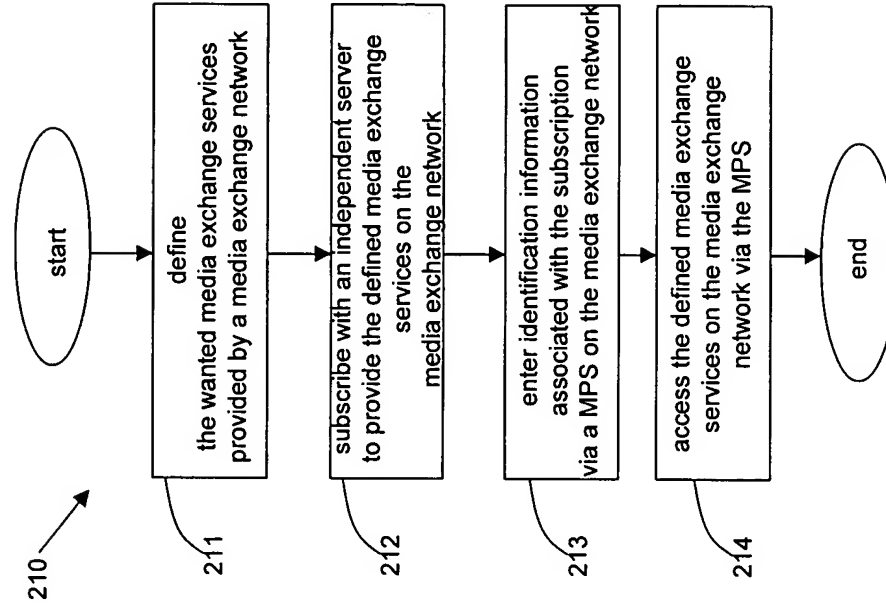 210
start
211
define
the wanted media exchange services
provided by a media exchange network
212
subscribe with an independent server
to provide the defined media exchange
services on the
media exchange network
213
enter identification information
associated with the subscription
via a MPS on the media exchange network
214
access the defined media exchange
services on the media exchange
network via the MPS
end